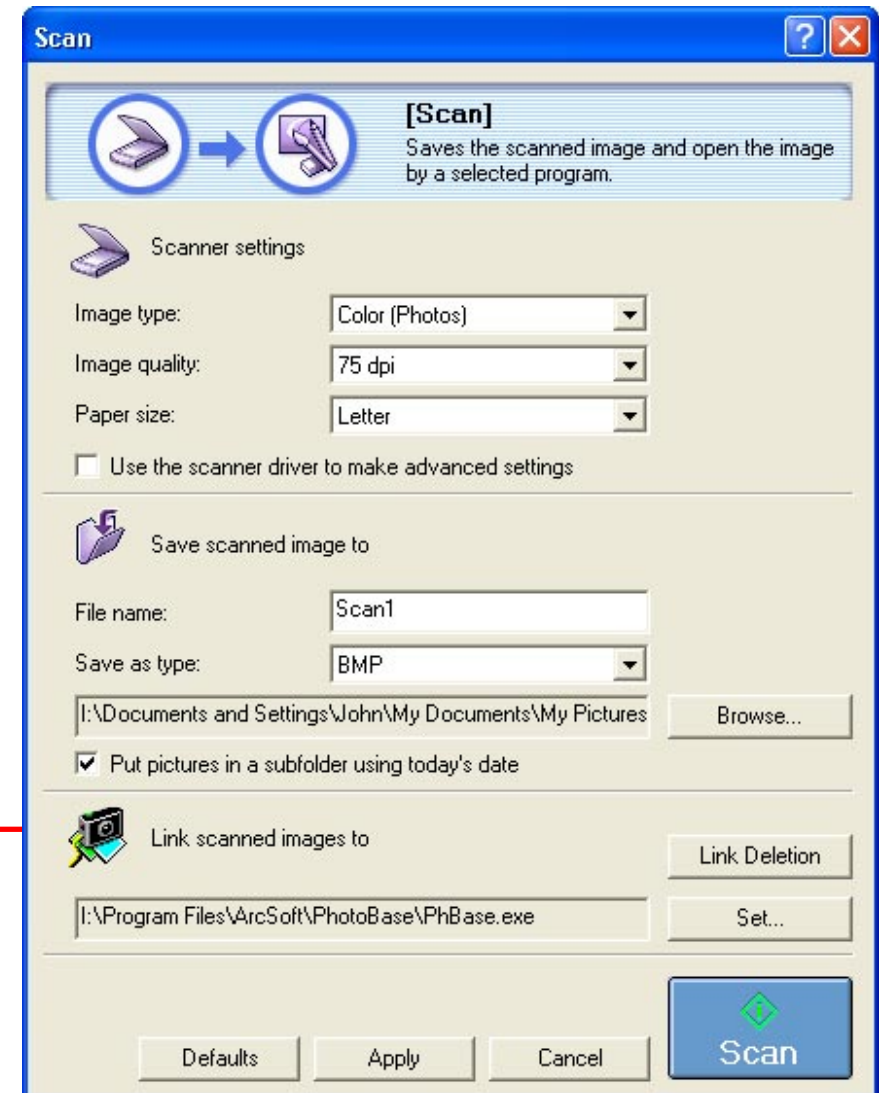 Scan
[Scan]
Saves the scanned image and open the image
by a selected program.
Scanner settings
Image type: Color (Photos)
Image quality: 75 dpi
Paper size: Letter
Use the scanner driver to make advanced settings
Save scanned image to
File name: Scan1
Save as type: BMP
I:\Documents and Settings\John\My Documents\My Pictures Browse...
Put pictures in a subfolder using today's date
Link scanned images to
Link Deletion
I:\Program Files\ArcSoft\PhotoBase\PhBase.exe Set...
Defaults Apply Cancel Scan